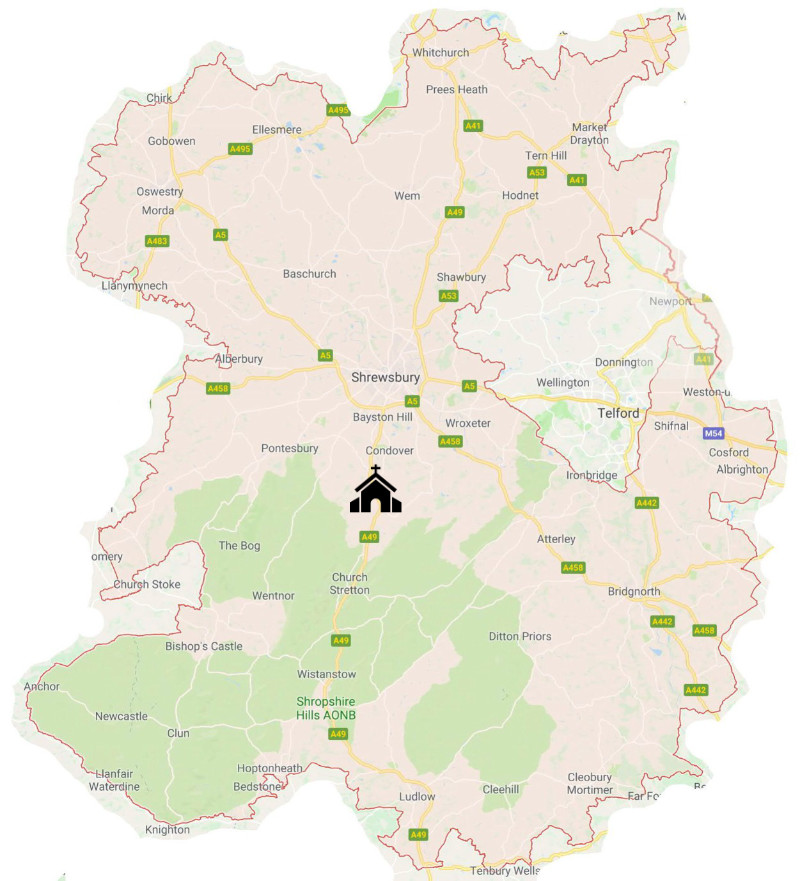 M
Whitchurch
Prees Heath
Chirk
A495
Ellesmere
A41
Market
Drayton
Gobowen
A495
Tern Hill
A53
A41
Oswestry
Wem
Hodnet
Morda
A49
A5
A483
Baschurch
Shawbury
Llanymynech
A53
Newport
Alberbury
A5
A41
Donnington
Shrewsbury
Wellington
A458
A5
Weston-u
A5
Bayston Hill
Wroxeter
Telford
Shifnal
M54
A458
Pontesbury
Condover
Cosford
Albrighton
Ironbridge
A442
A49
Atterley
The Bog
omery
A458
Church
Stretton
Church Stoke
Wentnor
Bridgnorth
A442
A458
A49
Ditton Priors
Bishop's Castle
Wistanstow
Anchor
A442
Shropshire
Hills AONB
Newcastle
Clun
A49
Hoptonheath
Llanfair
Waterdine
Bedstone
Cleobury
Mortimer
Cleehill
Ludlow
Far Fo
Knighton
A49
Tenbury Wells